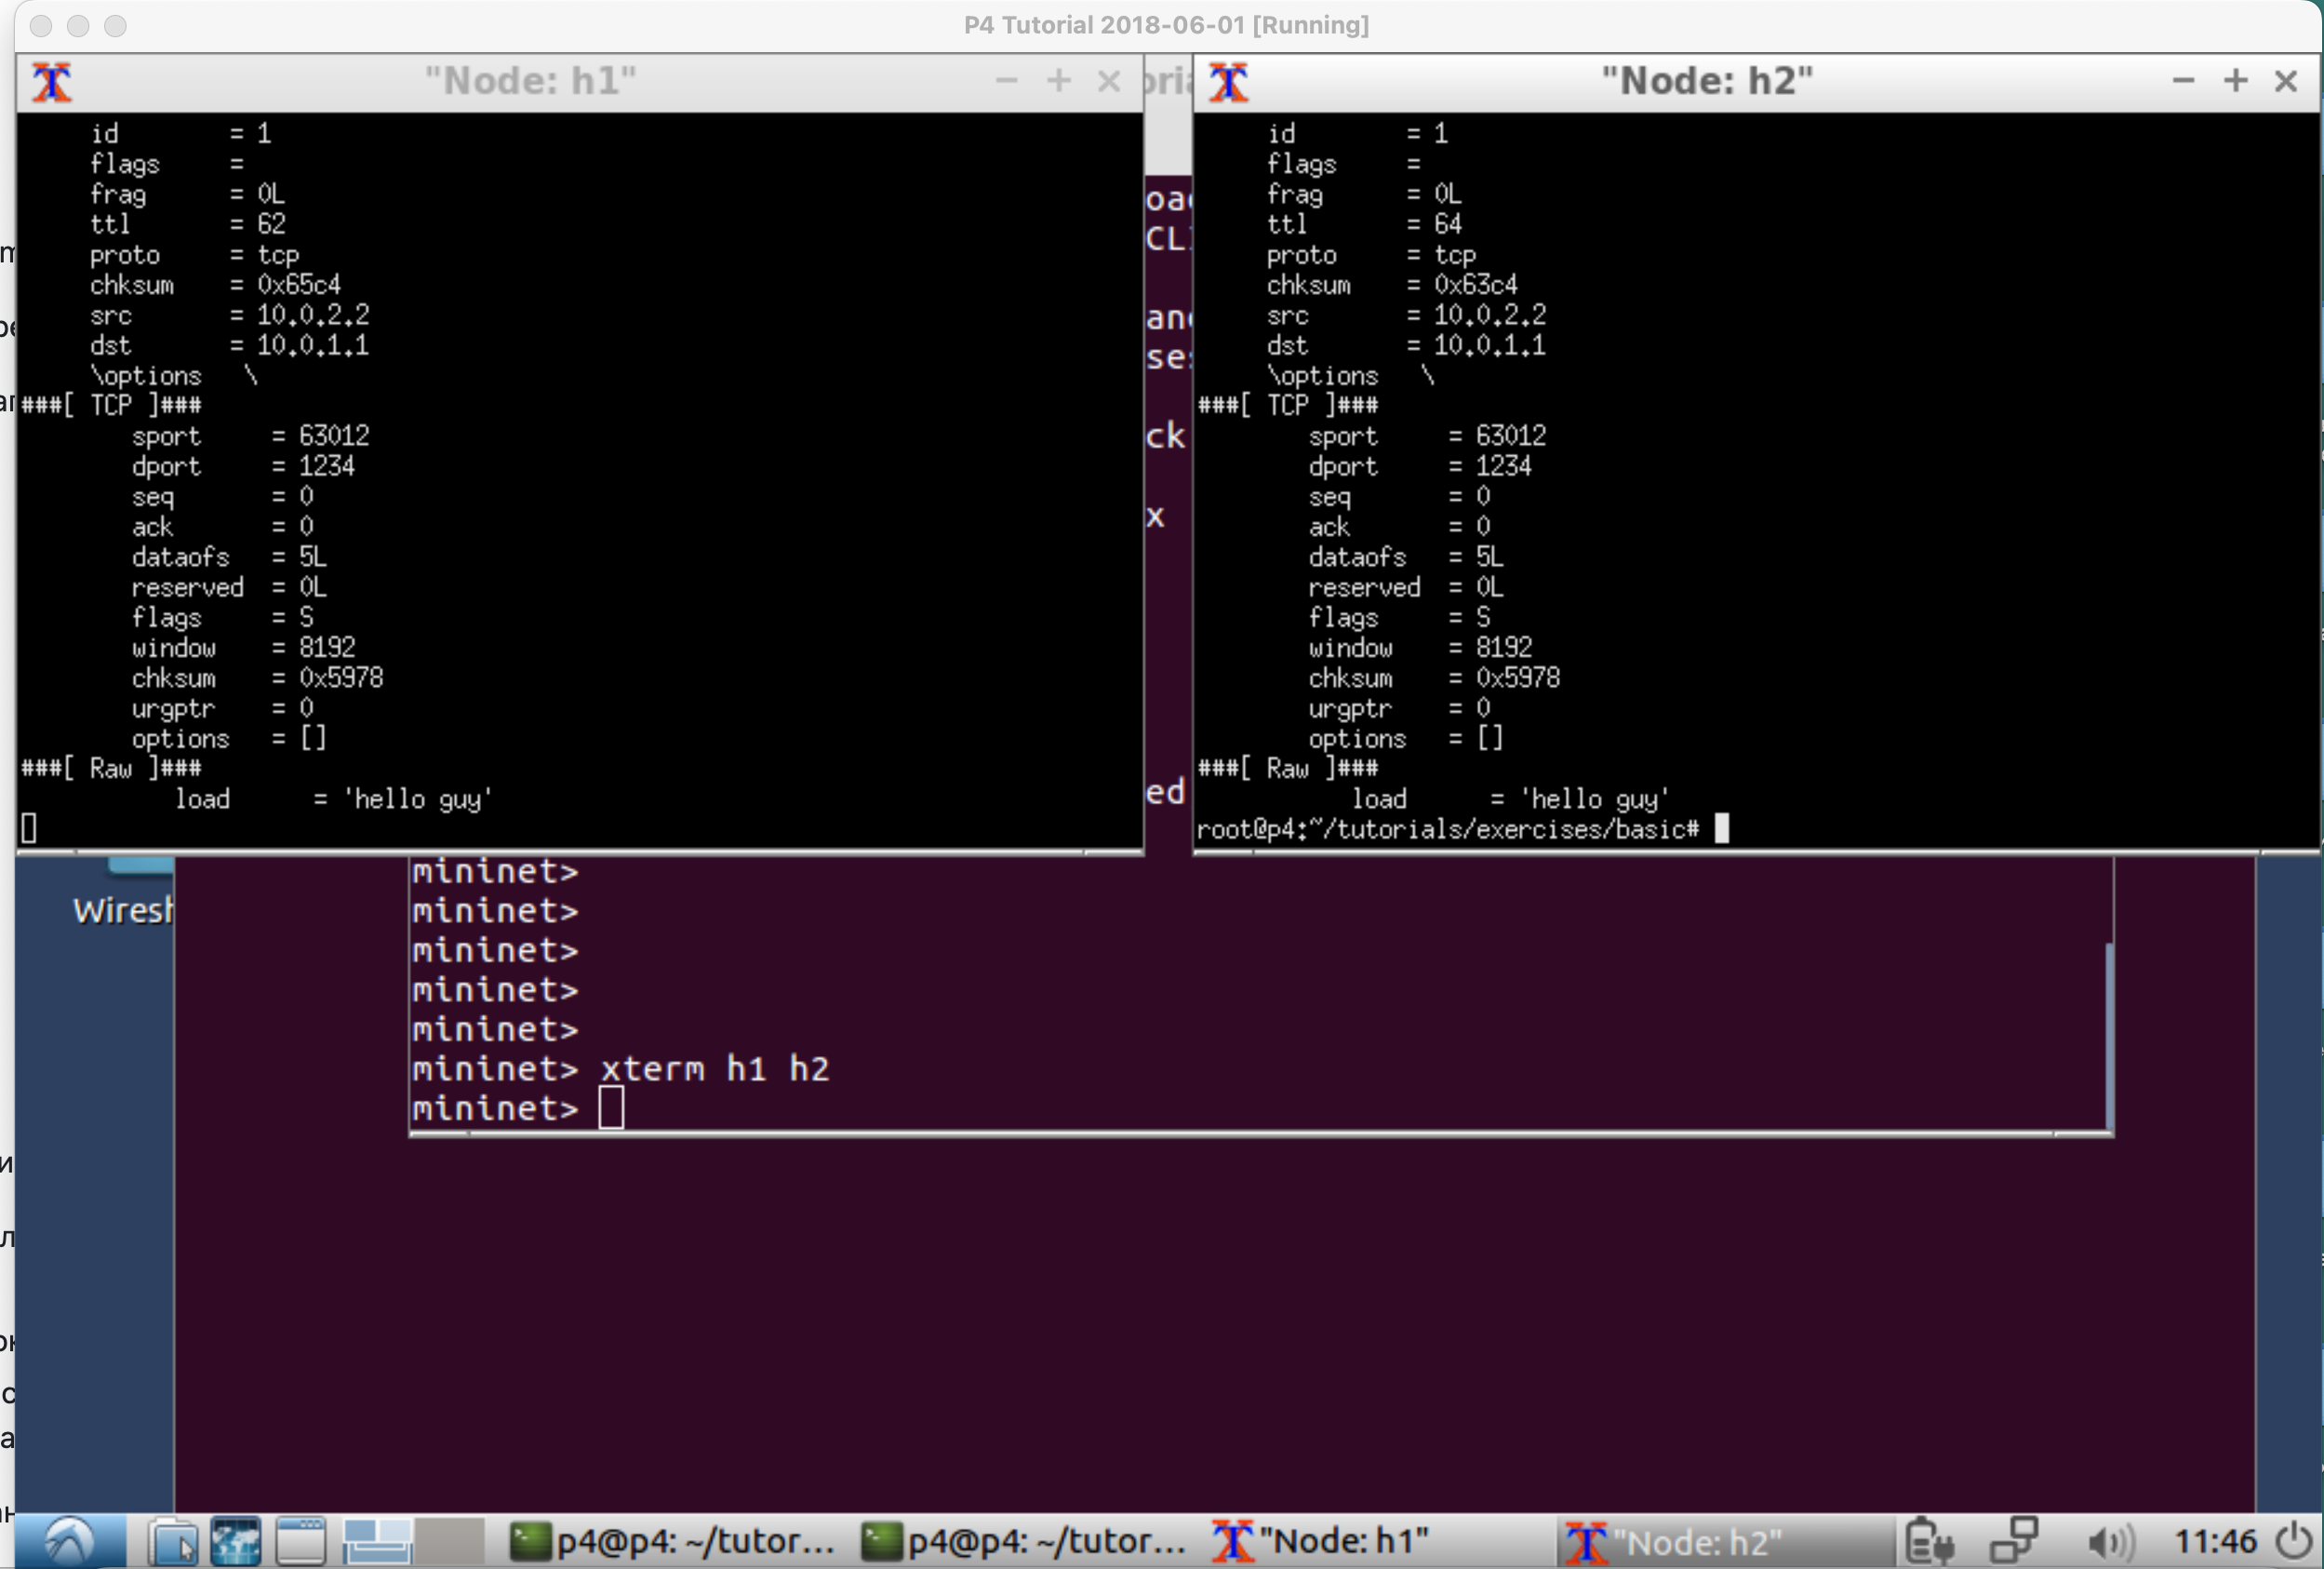 P4 Tutorial 2018-06-01 [Running]
"Node: h1"
id = 1
flags =
frag = 0L
ttl = 62
proto = tcp
chksum = 0x65c4
src = 10.0.2.2
dst = 10.0.1.1
\options \
###[ TCP ]###
sport = 63012
dport = 1234
seq = 0
ack = 0
dataofs = 5L
reserved = 0L
flags = S
window = 8192
chksum = 0x5978
urgptr = 0
options = []
###[ Raw ]###
load = 'hello guy'
ck
x
ed
"Node: h2"
id = 1
flags =
frag = 0L
ttl = 64
proto = tcp
chksum = 0x63c4
src = 10.0.2.2
dst = 10.0.1.1
\options \
###[ TCP ]###
sport = 63012
dport = 1234
seq = 0
ack = 0
dataofs = 5L
reserved = 0L
flags = S
window = 8192
chksum = 0x5978
urgptr = 0
options = []
###[ Raw ]###
load = 'hello guy'
root@p4:~/tutorials/exercises/basic#
Wiresh
mininet>
mininet>
mininet>
mininet>
mininet>
mininet> xterm h1 h2
mininet>
p4@p4: ~/tutor...
p4@p4: ~/tutor...
"Node: h1"
"Node: h2"
11:46